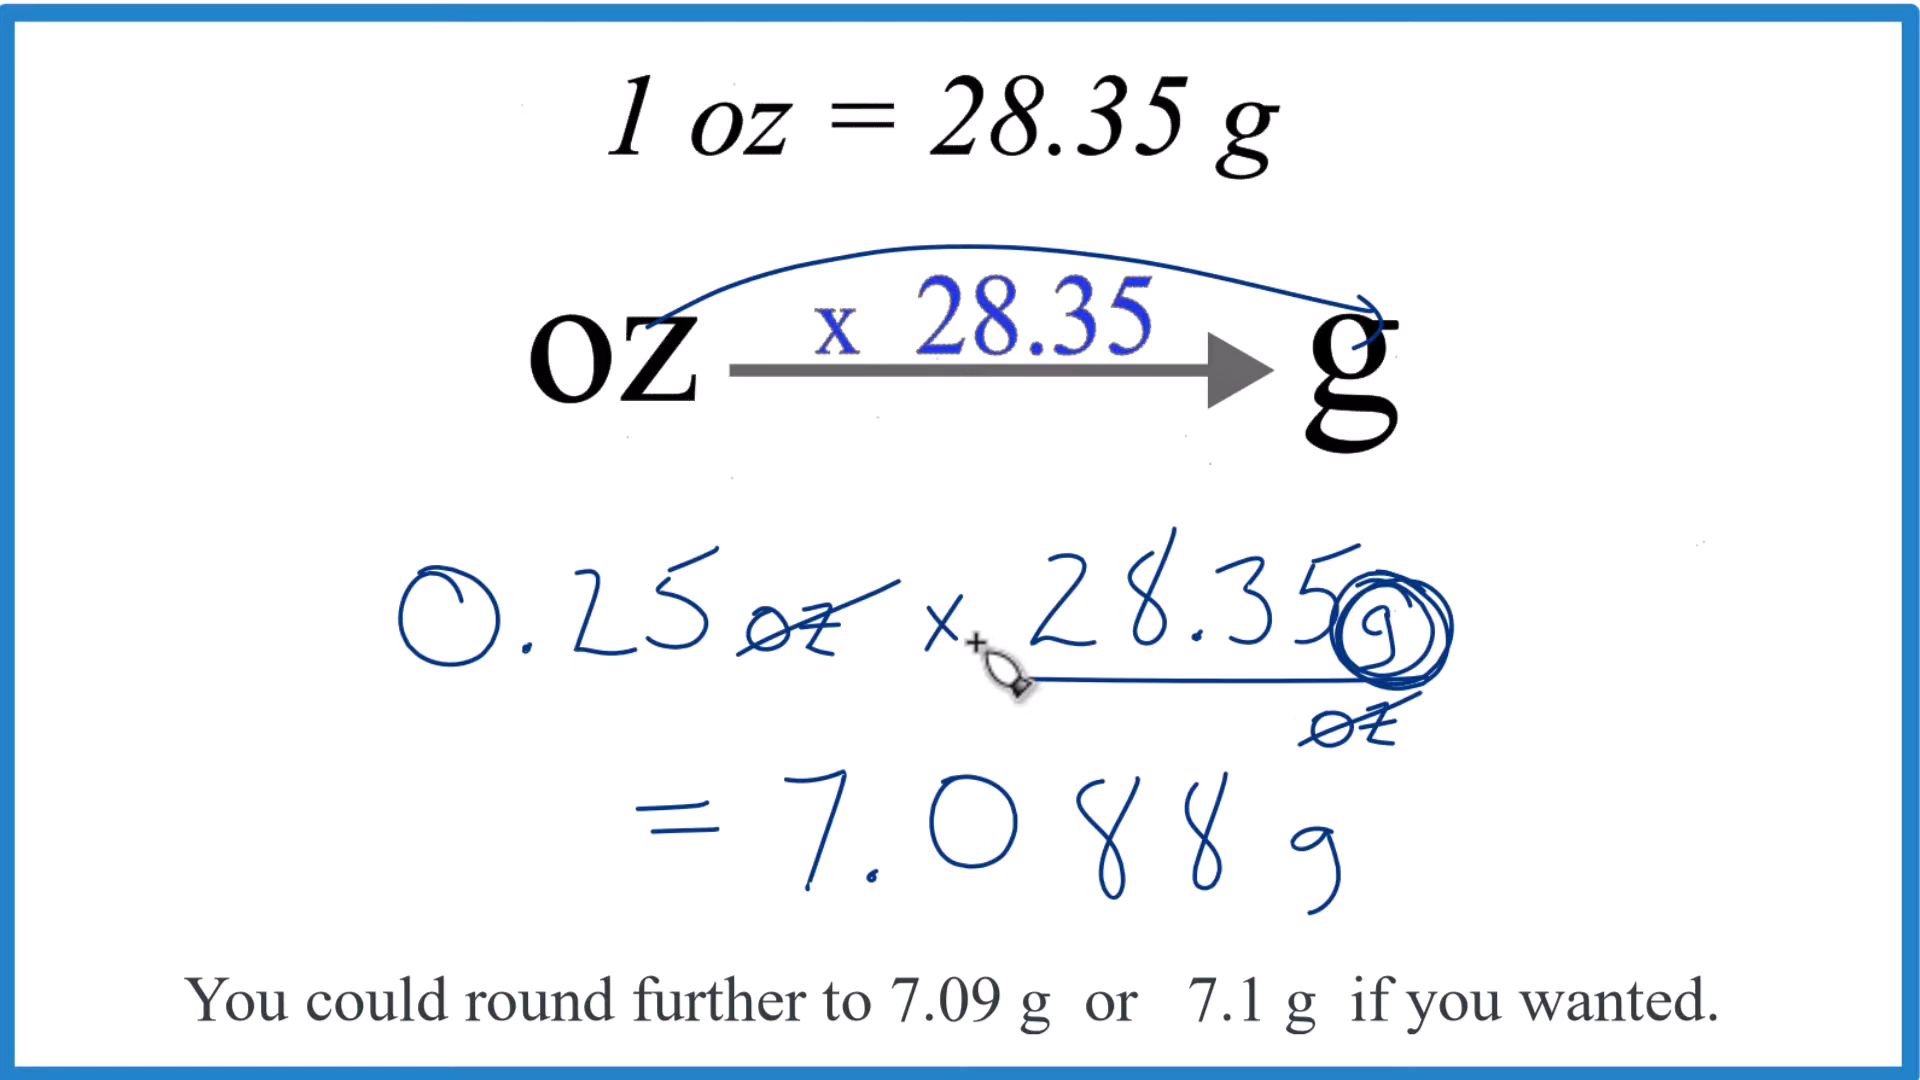 1 oz = 28.35 g
oz x 28.35 g
0.25 oz x 28.35 g
oz
= 7.088 g
You could round further to 7.09 g or 7.1 g if you wanted.